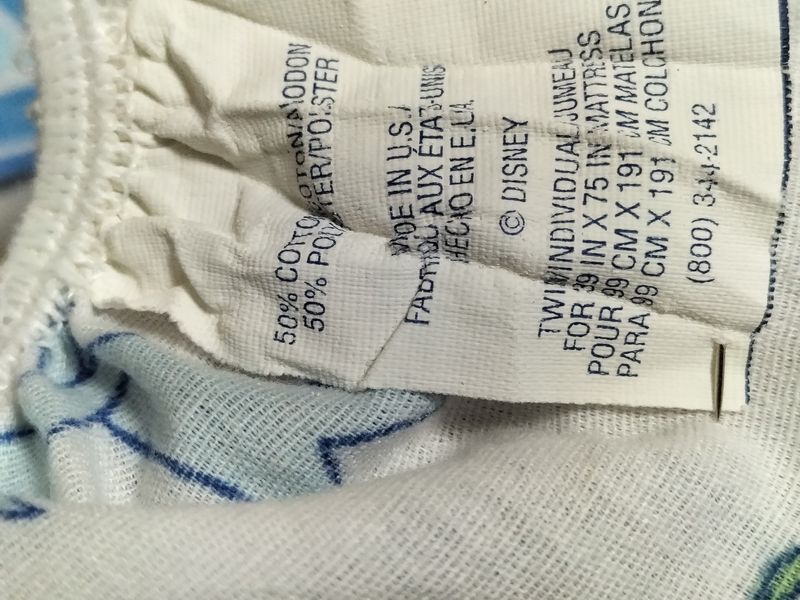 50% COTTON/COTON/ALGODON
50% POLYESTER/POLIESTER
MADE IN U.S.A
FABRIQUÉ AUX ÉTATS-UNIS
HECHO EN E.U.A.
© DISNEY
TWIN/INDIVIDUAL/JUMEAU
FOR 39 IN X 75 IN MATTRESS
POUR 99 CM X 191 CM MATELAS
PARA 99 CM X 191 CM COLCHON
(800) 344-2142